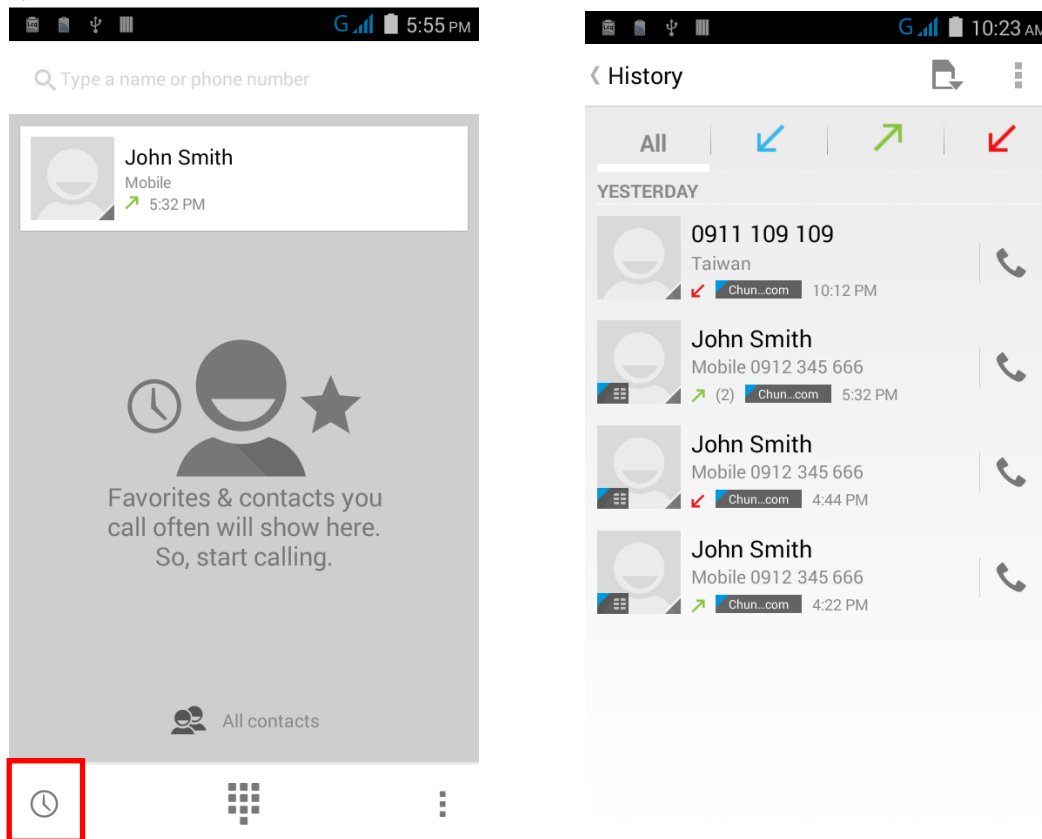 G 5:55 PM
Type a name or phone number
John Smith
Mobile
5:32 PM
Favorites & contacts you
call often will show here.
So, start calling.
All contacts
G 10:23 AM
History
All
YESTERDAY
0911 109 109
Taiwan
Chun...com 10:12 PM
John Smith
Mobile 0912 345 666
(2) Chun...com 5:32 PM
John Smith
Mobile 0912 345 666
Chun...com 4:44 PM
John Smith
Mobile 0912 345 666
Chun...com 4:22 PM